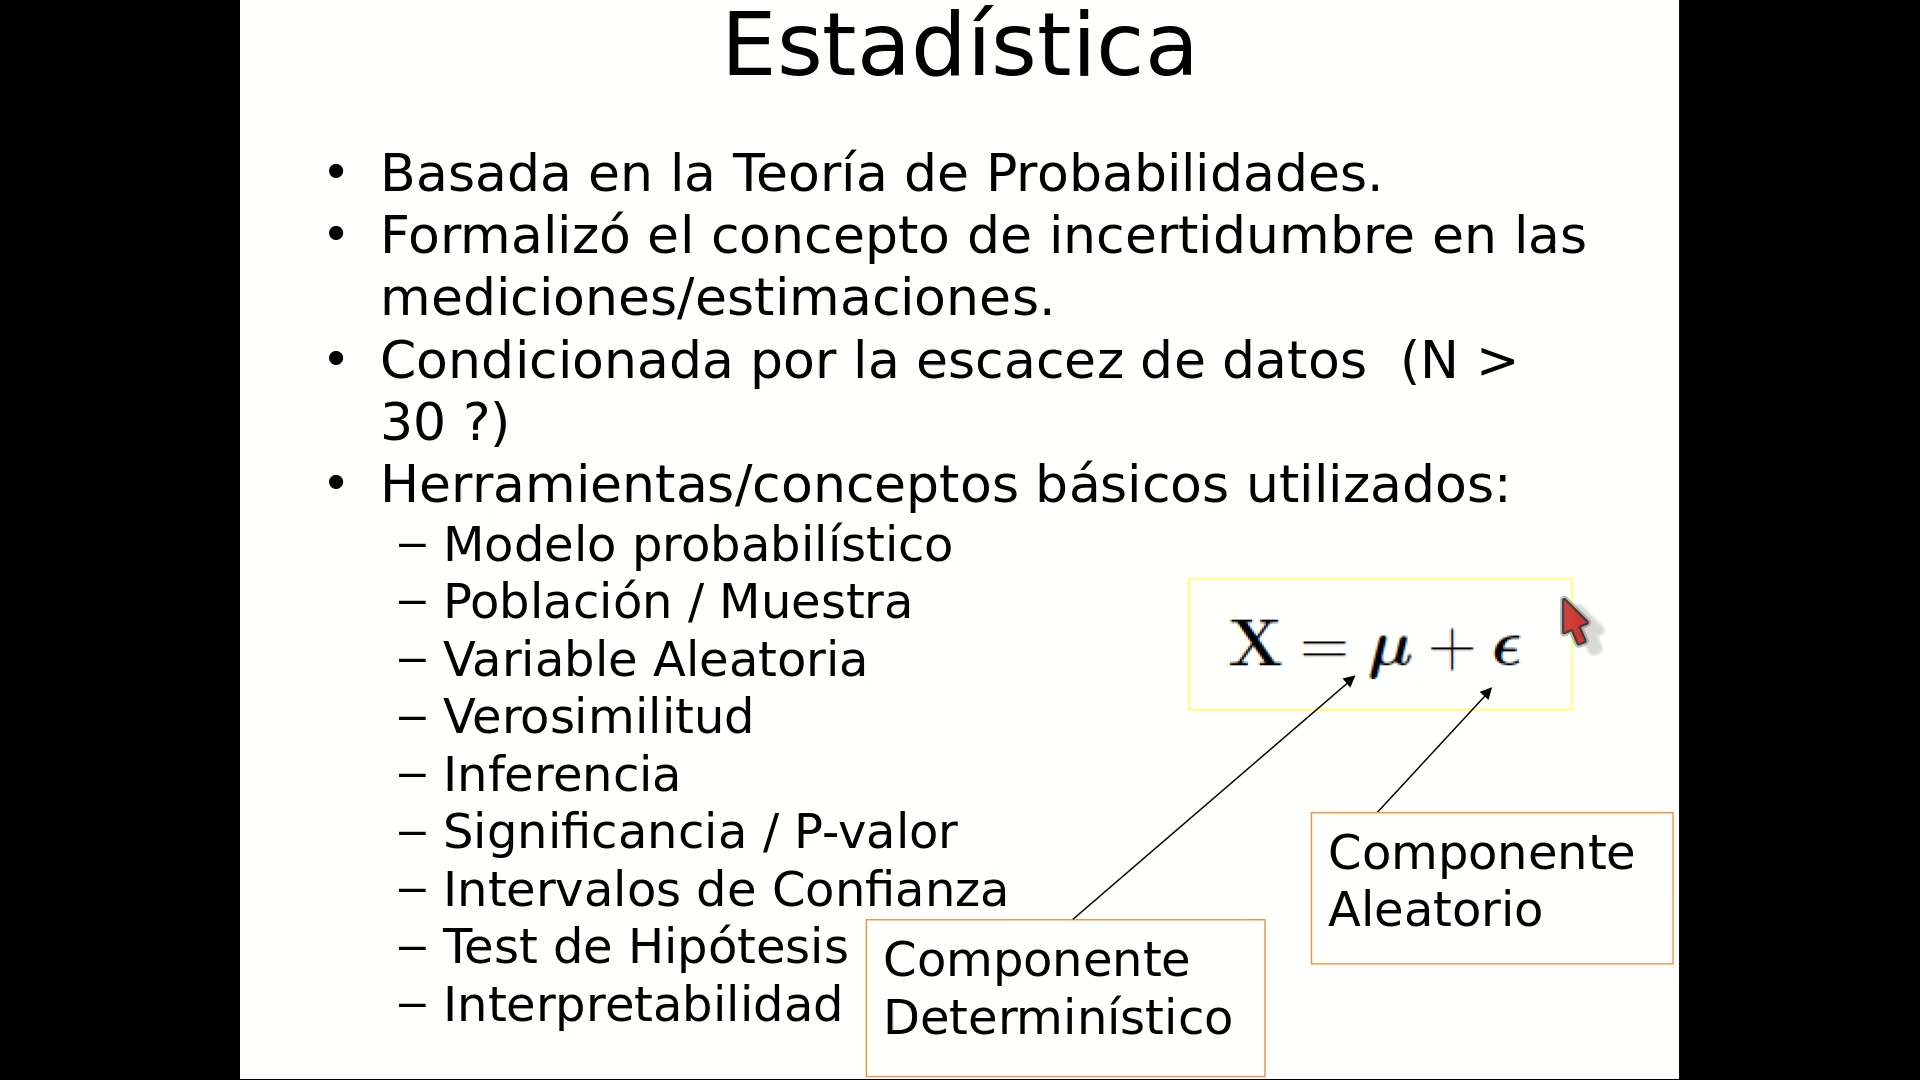 Estadística
• Basada en la Teoría de Probabilidades.
• Formalizó el concepto de incertidumbre en las
mediciones/estimaciones.
• Condicionada por la escacez de datos  (N >
30 ?)
• Herramientas/conceptos básicos utilizados:
– Modelo probabilístico
– Población / Muestra
– Variable Aleatoria
– Verosimilitud
– Inferencia
– Significancia / P-valor
– Intervalos de Confianza
– Test de Hipótesis
– Interpretabilidad
X = μ + ϵ
Componente
Aleatorio
Componente
Determinístico